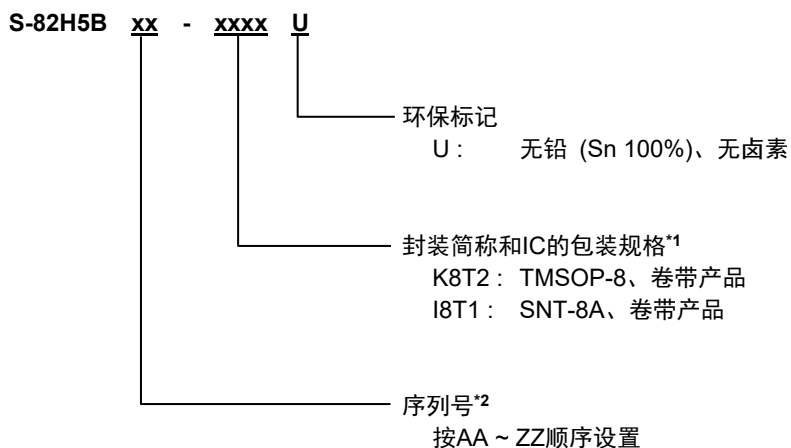 S-82H5B xx - xxxx U
环保标记
U : 无铅 (Sn 100%)、无卤素
封装简称和IC的包装规格*1
K8T2 : TMSOP-8、卷带产品
I8T1 : SNT-8A、卷带产品
序列号*2
按AA ~ ZZ顺序设置